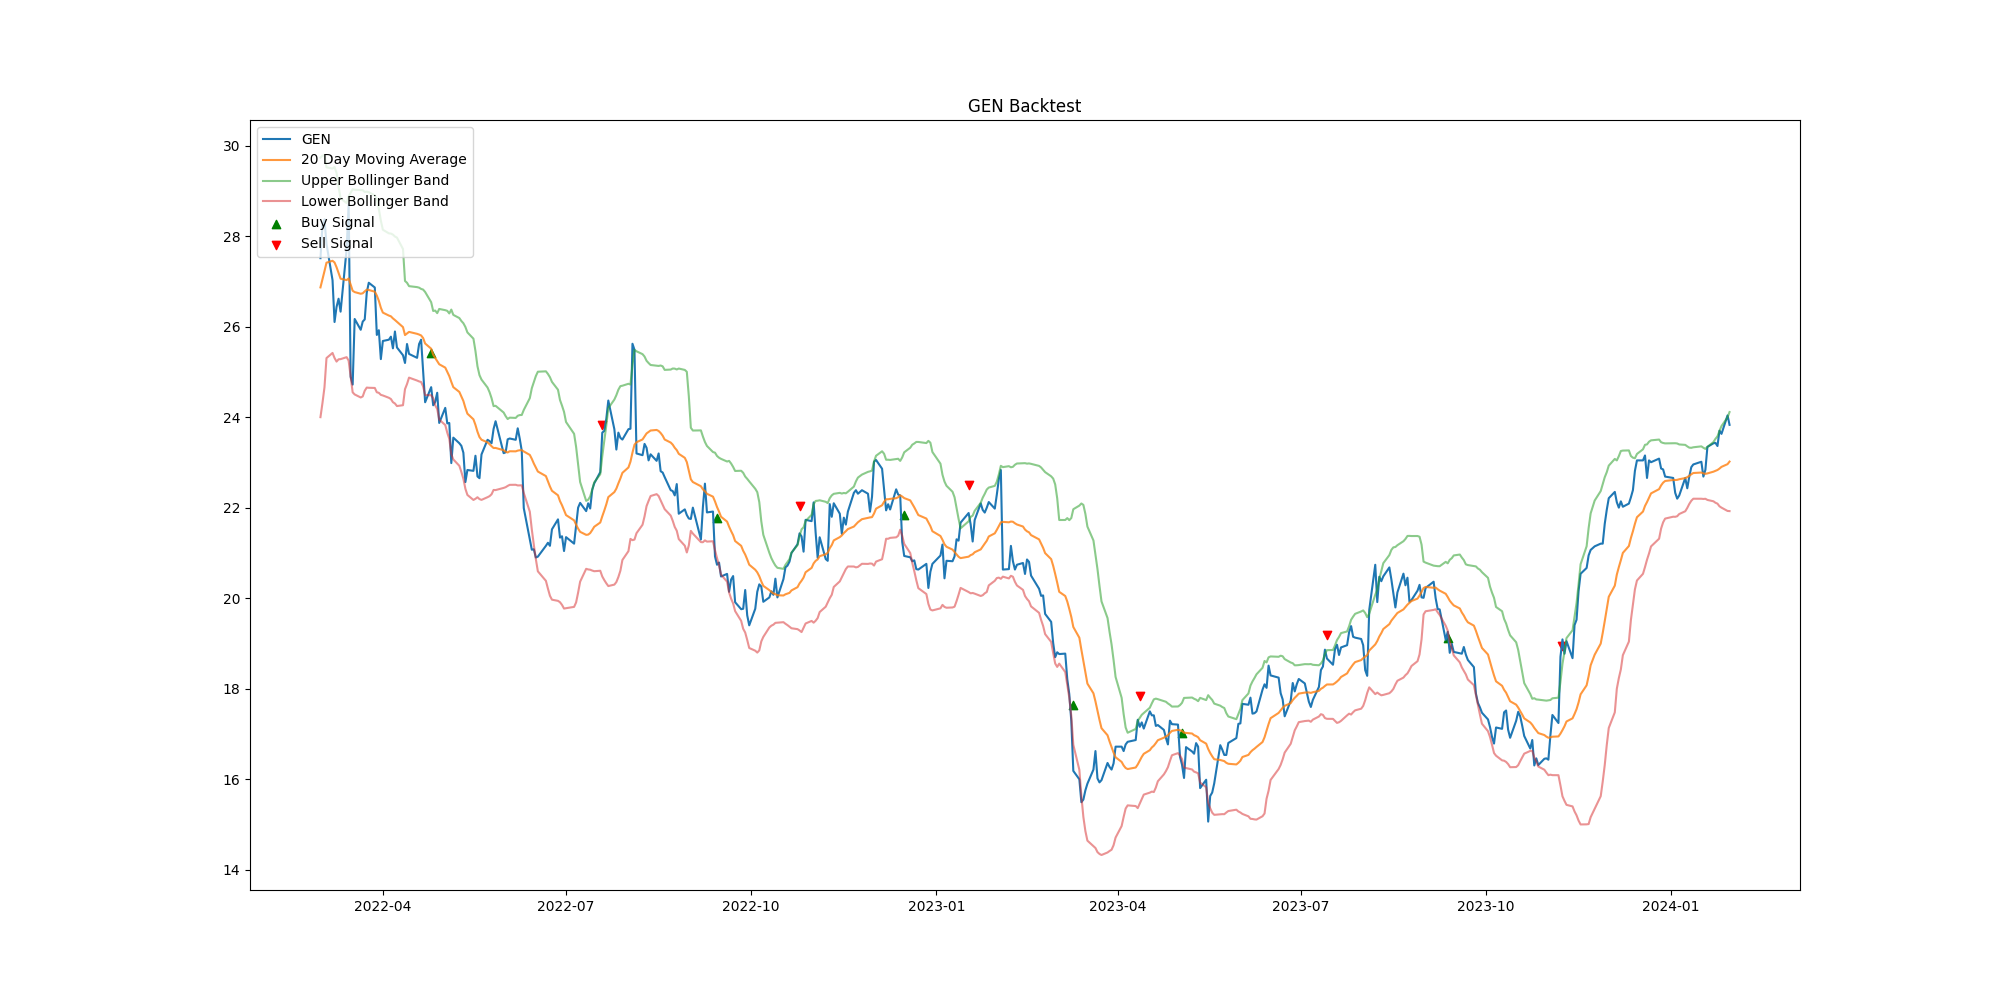 GEN Backtest
GEN
20 Day Moving Average
Upper Bollinger Band
Lower Bollinger Band
Buy Signal
Sell Signal
30
28
26
24
22
20
18
16
14
2022-04 2022-07 2022-10 2023-01 2023-04 2023-07 2023-10 2024-01